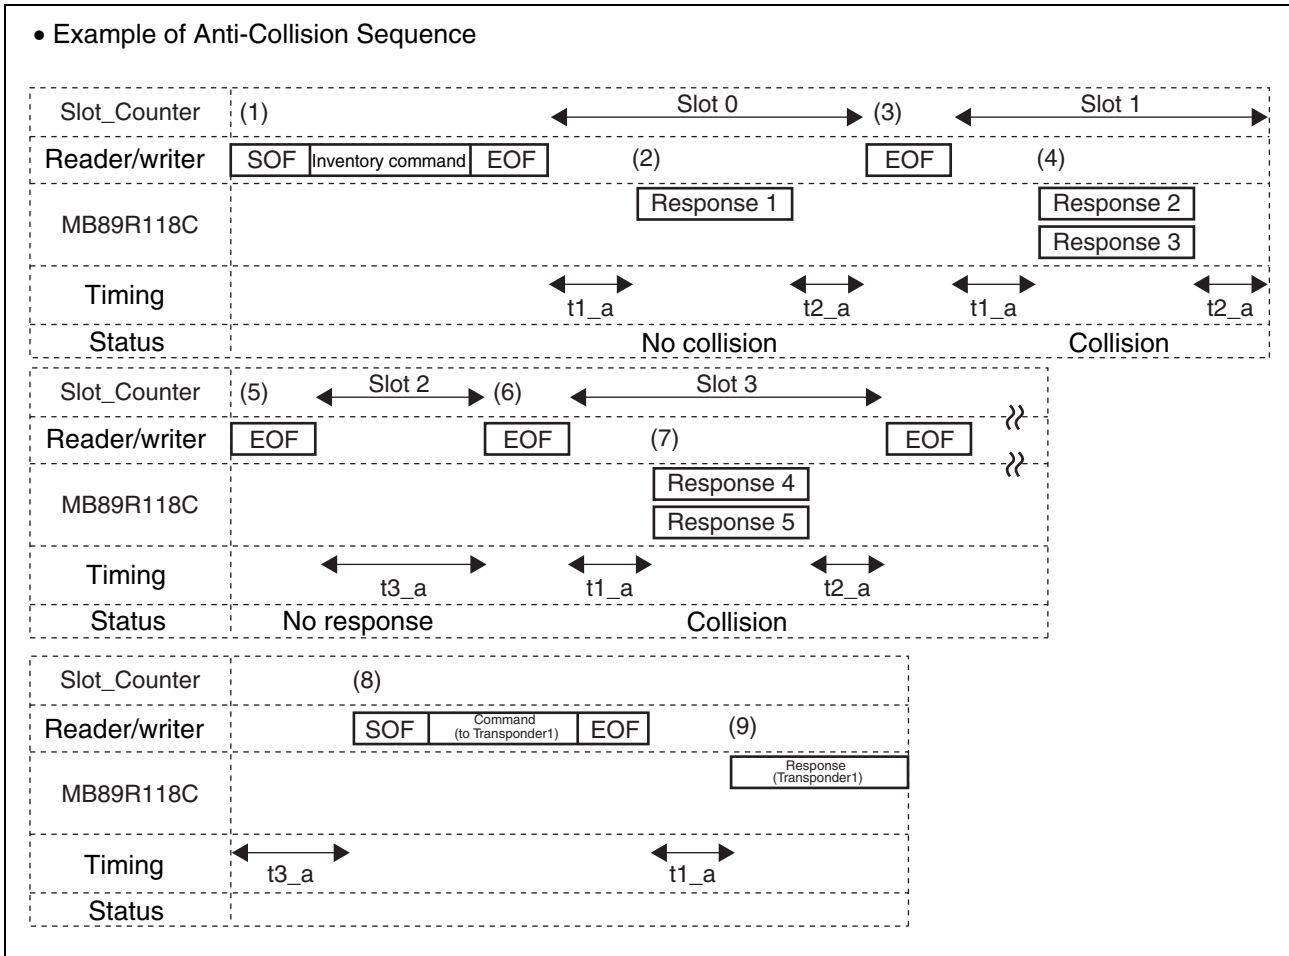 • Example of Anti-Collision Sequence
Slot_Counter (1) Slot 0 (3) Slot 1
Reader/writer SOF Inventory command EOF (2) EOF (4)
MB89R118C Response 1 Response 2
Response 3
Timing t1_a t2_a t1_a t2_a
Status No collision Collision
Slot_Counter (5) Slot 2 (6) Slot 3
Reader/writer EOF EOF (7) EOF
MB89R118C Response 4
Response 5
Timing t3_a t1_a t2_a
Status No response Collision
Slot_Counter (8)
Reader/writer SOF Command (to Transponder1) EOF (9)
MB89R118C Response (Transponder1)
Timing t3_a t1_a
Status